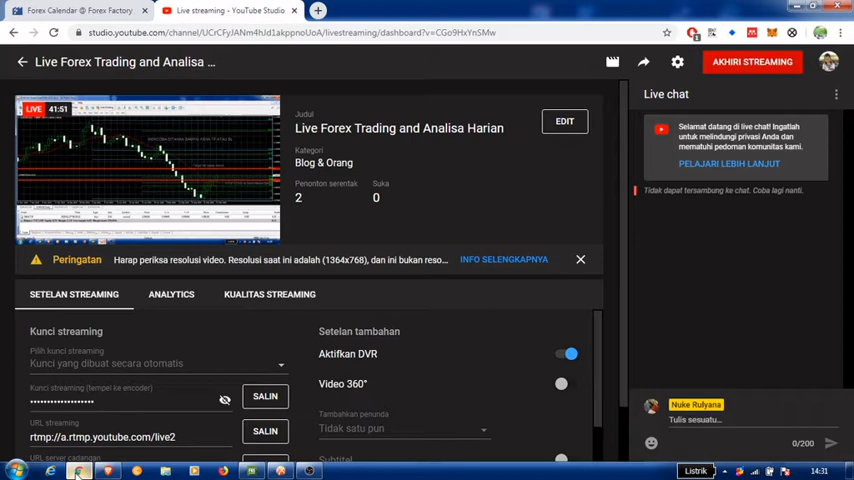 Forex Calendar @ Forex Factory
Live streaming - YouTube Studio
studio.youtube.com/channel/UCrCFyJANm4hJd1akppnoUoA/livestreaming/dashboard?v=CGo9HxYnSMw
Live Forex Trading and Analisa ...
AKHIRI STREAMING
LIVE 41:51
Judul
Live Forex Trading and Analisa Harian
EDIT
Kategori
Blog & Orang
Penonton serentak
Suka
2
0
Peringatan
Harap periksa resolusi video. Resolusi saat ini adalah (1364x768), dan ini bukan reso...
INFO SELENGKAPNYA
SETELAN STREAMING
ANALYTICS
KUALITAS STREAMING
Kunci streaming
Pilih kunci streaming
Kunci yang dibuat secara otomatis
Kunci streaming (tempel ke encoder)
••••••••••••••••••
SALIN
URL streaming
rtmp://a.rtmp.youtube.com/live2
SALIN
URL server cadangan
Setelan tambahan
Aktifkan DVR
Video 360°
Tambahkan penunda
Tidak satu pun
Subtitel
Live chat
Selamat datang di live chat! Ingatlah
untuk melindungi privasi Anda dan
mematuhi pedoman komunitas kami.
PELAJARI LEBIH LANJUT
Tidak dapat tersambung ke chat. Coba lagi nanti.
Nuke Rulyana
Tulis sesuatu...
0/200
Listrik
14:31